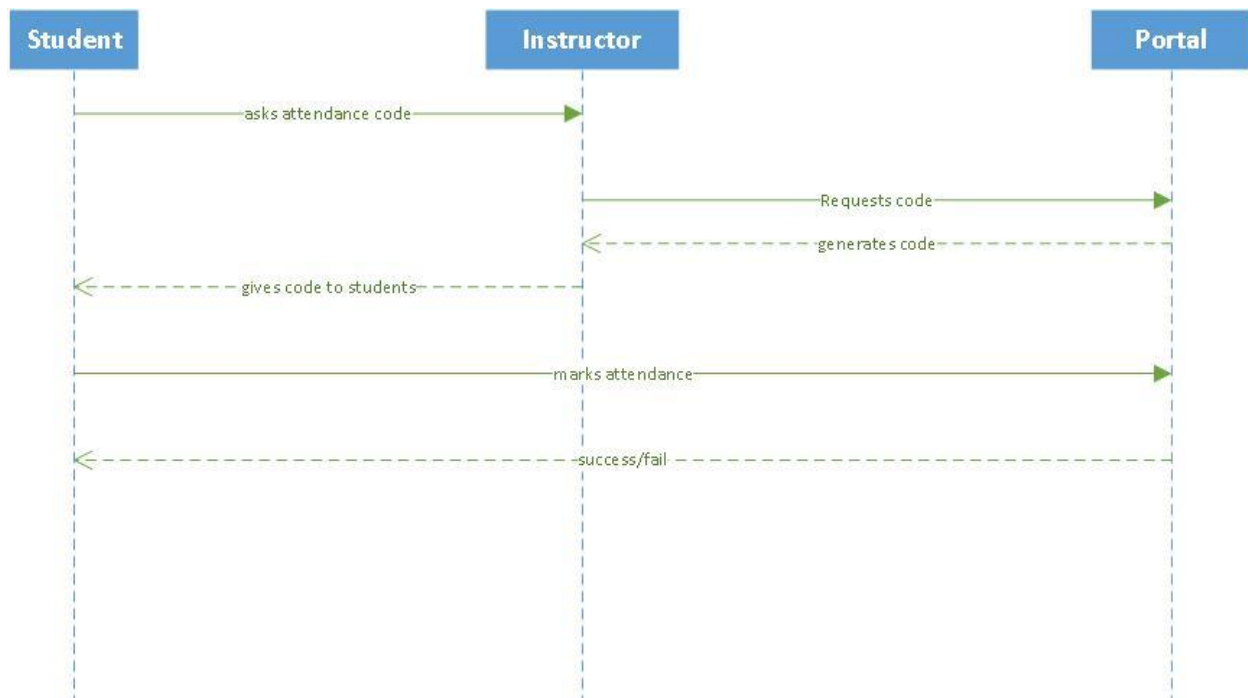 Student
Instructor
Portal
asks attendance code
Requests code
generates code
gives code to students
marks attendance
success/fail